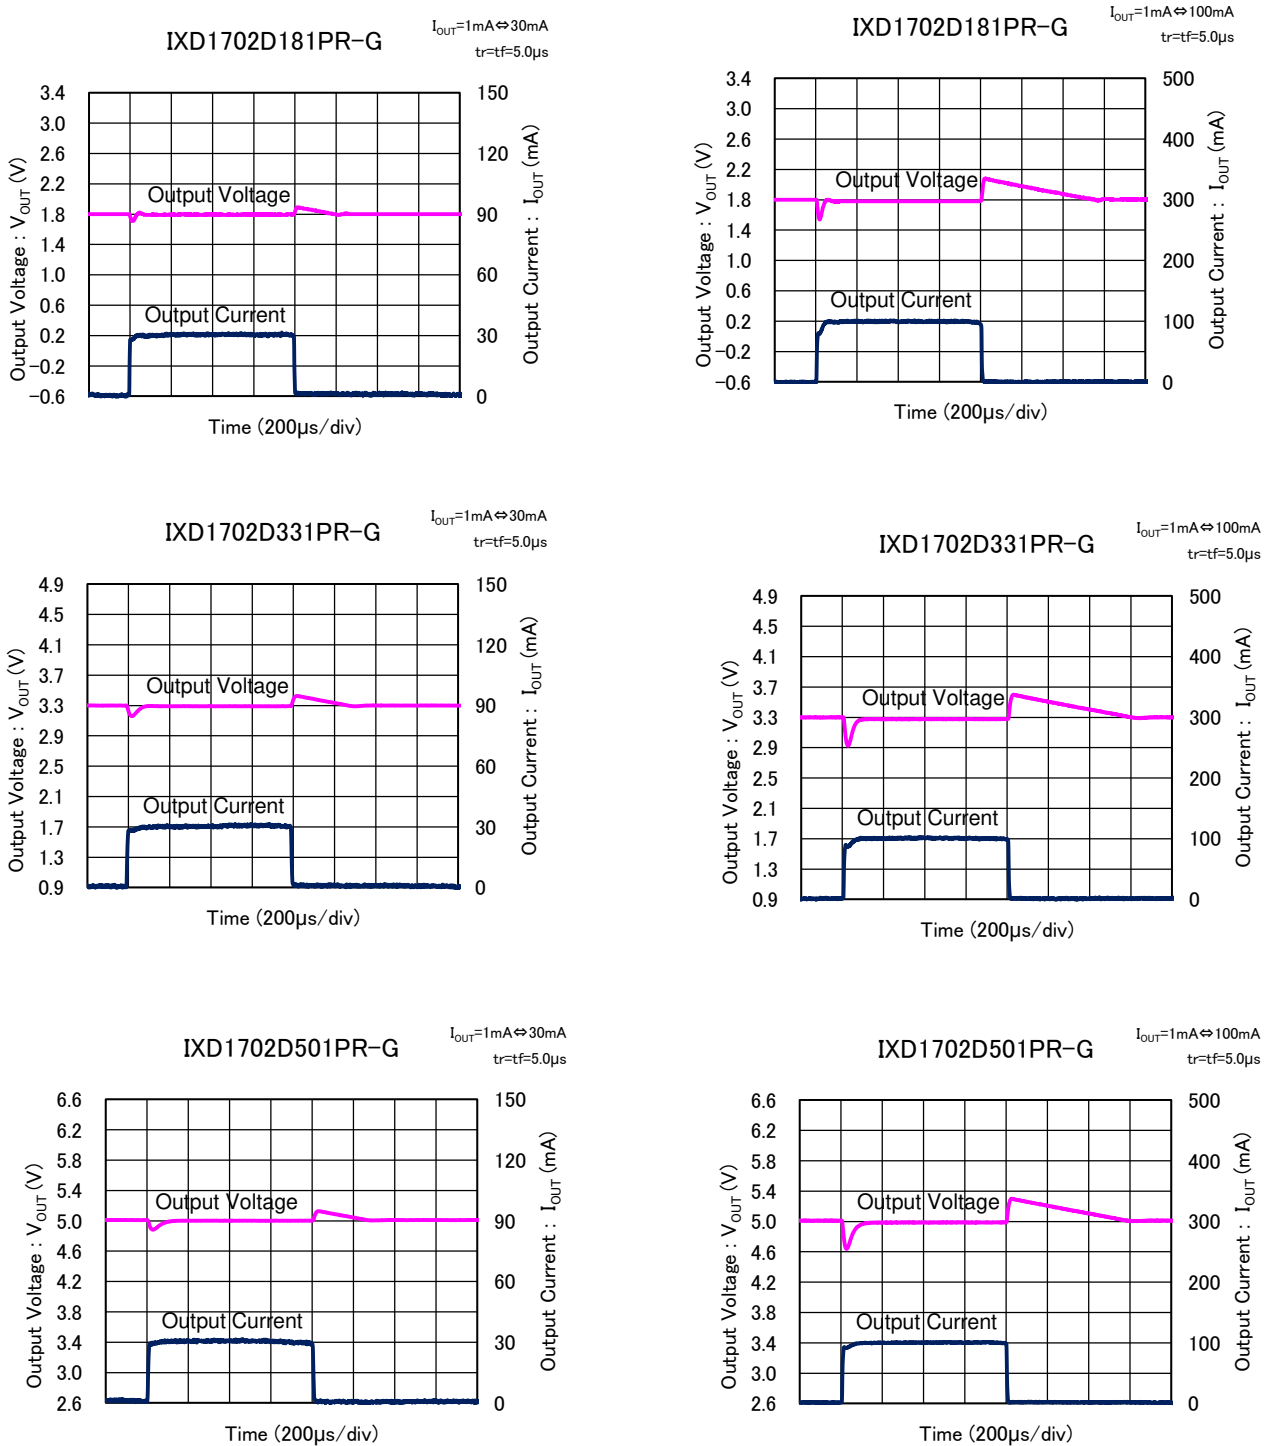 IXD1702D181PR-G
IOUT=1mA⇔30mA
tr=tf=5.0µs
Output Voltage : VOUT (V)
3.4
3.0
2.6
2.2
1.8
1.4
1.0
0.6
0.2
-0.2
-0.6
Output Voltage
Output Current
150
120
90
60
30
0
Output Current : IOUT (mA)
Time (200µs/div)
IXD1702D181PR-G
IOUT=1mA⇔100mA
tr=tf=5.0µs
Output Voltage : VOUT (V)
3.4
3.0
2.6
2.2
1.8
1.4
1.0
0.6
0.2
-0.2
-0.6
Output Voltage
Output Current
500
400
300
200
100
0
Output Current : IOUT (mA)
Time (200µs/div)
IXD1702D331PR-G
IOUT=1mA⇔30mA
tr=tf=5.0µs
Output Voltage : VOUT (V)
4.9
4.5
4.1
3.7
3.3
2.9
2.5
2.1
1.7
1.3
0.9
Output Voltage
Output Current
150
120
90
60
30
0
Output Current : IOUT (mA)
Time (200µs/div)
IXD1702D331PR-G
IOUT=1mA⇔100mA
tr=tf=5.0µs
Output Voltage : VOUT (V)
4.9
4.5
4.1
3.7
3.3
2.9
2.5
2.1
1.7
1.3
0.9
Output Voltage
Output Current
500
400
300
200
100
0
Output Current : IOUT (mA)
Time (200µs/div)
IXD1702D501PR-G
IOUT=1mA⇔30mA
tr=tf=5.0µs
Output Voltage : VOUT (V)
6.6
6.2
5.8
5.4
5.0
4.6
4.2
3.8
3.4
3.0
2.6
Output Voltage
Output Current
150
120
90
60
30
0
Output Current : IOUT (mA)
Time (200µs/div)
IXD1702D501PR-G
IOUT=1mA⇔100mA
tr=tf=5.0µs
Output Voltage : VOUT (V)
6.6
6.2
5.8
5.4
5.0
4.6
4.2
3.8
3.4
3.0
2.6
Output Voltage
Output Current
500
400
300
200
100
0
Output Current : IOUT (mA)
Time (200µs/div)